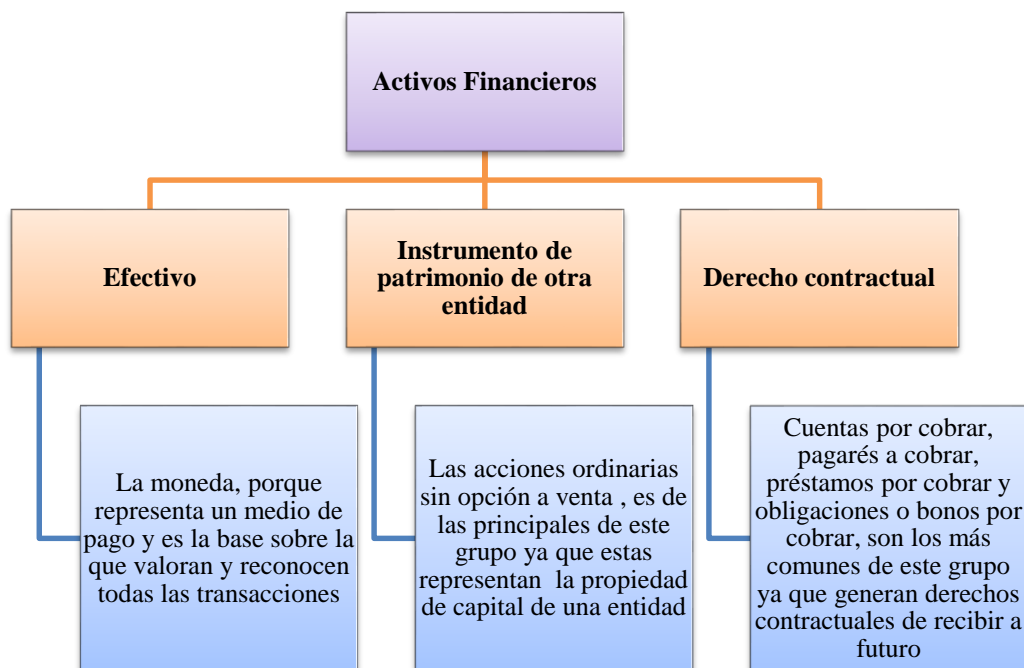 Activos Financieros
Efectivo
Instrumento de
patrimonio de otra
entidad
Derecho contractual
La moneda, porque
representa un medio de
pago y es la base sobre la
que valoran y reconocen
todas las transacciones
Las acciones ordinarias
sin opción a venta , es de
las principales de este
grupo ya que estas
representan la propiedad
de capital de una entidad
Cuentas por cobrar,
pagarés a cobrar,
préstamos por cobrar y
obligaciones o bonos por
cobrar, son los más
comunes de este grupo
ya que generan derechos
contractuales de recibir a
futuro